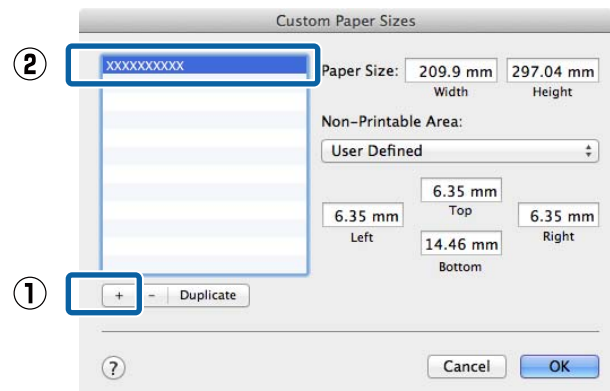 Custom Paper Sizes
②
XXXXXXXXXX
Paper Size: 209.9 mm 297.04 mm
Width Height
Non-Printable Area:
User Defined
6.35 mm
Top
6.35 mm 6.35 mm
Left Right
14.46 mm
Bottom
①
+ - Duplicate
? Cancel OK